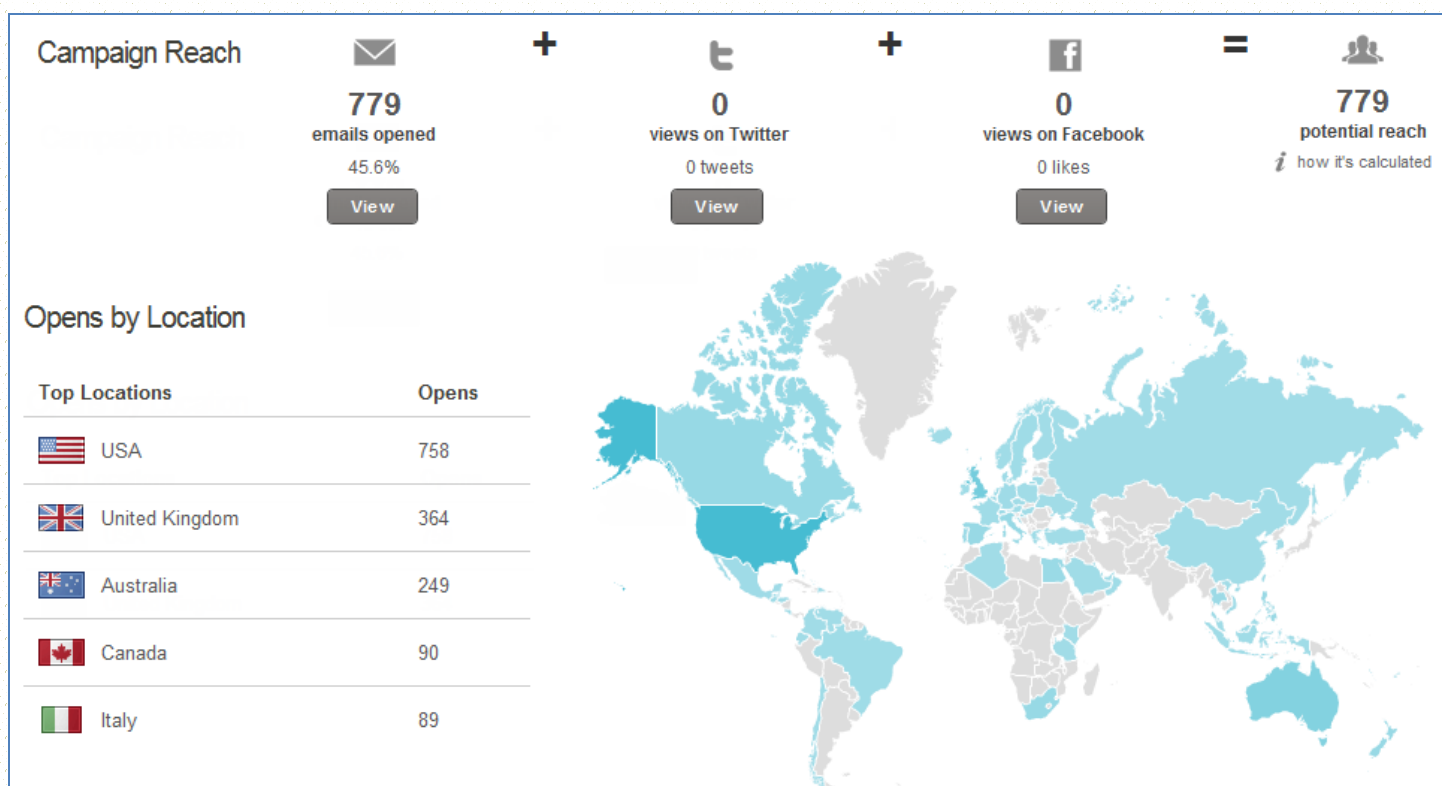 Campaign Reach
+ + =
779 0 0 779
emails opened views on Twitter views on Facebook potential reach
45.6% 0 tweets 0 likes i how it's calculated
View View View
Opens by Location
Top Locations Opens
USA 758
United Kingdom 364
Australia 249
Canada 90
Italy 89